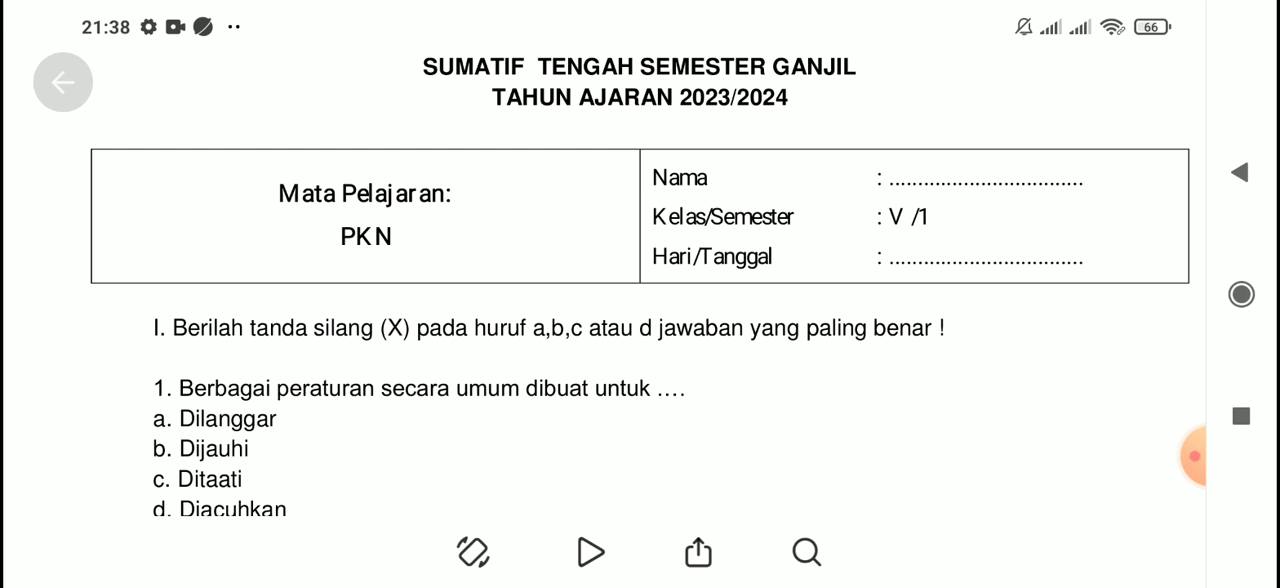 21:38
66
SUMATIF TENGAH SEMESTER GANJIL
TAHUN AJARAN 2023/2024
Mata Pelajaran:
PKN
Nama : ..................................
Kelas/Semester : V /1
Hari/Tanggal : ..................................
I. Berilah tanda silang (X) pada huruf a,b,c atau d jawaban yang paling benar !
1. Berbagai peraturan secara umum dibuat untuk ....
a. Dilanggar
b. Dijauhi
c. Ditaati
d. Diacuhkan